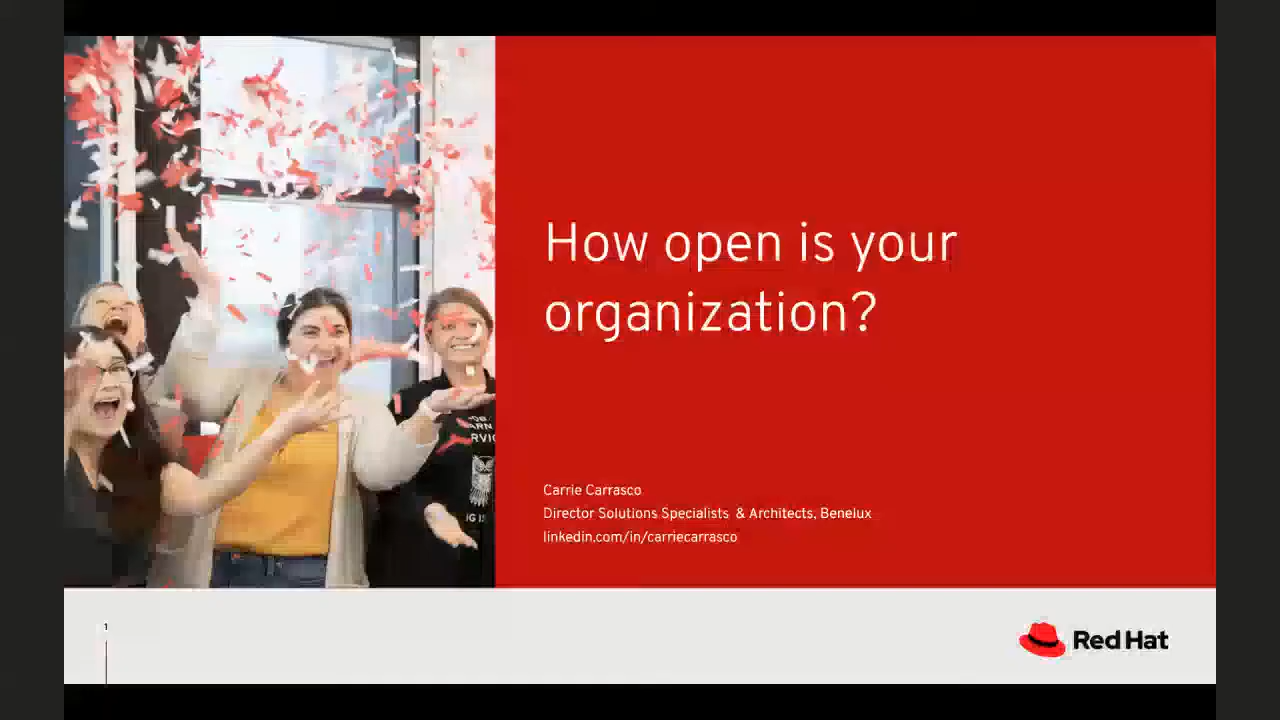 How open is your
organization?
Carrie Carrasco
Director Solutions Specialists & Architects, Benelux
linkedin.com/in/carriecarrasco
1
Red Hat